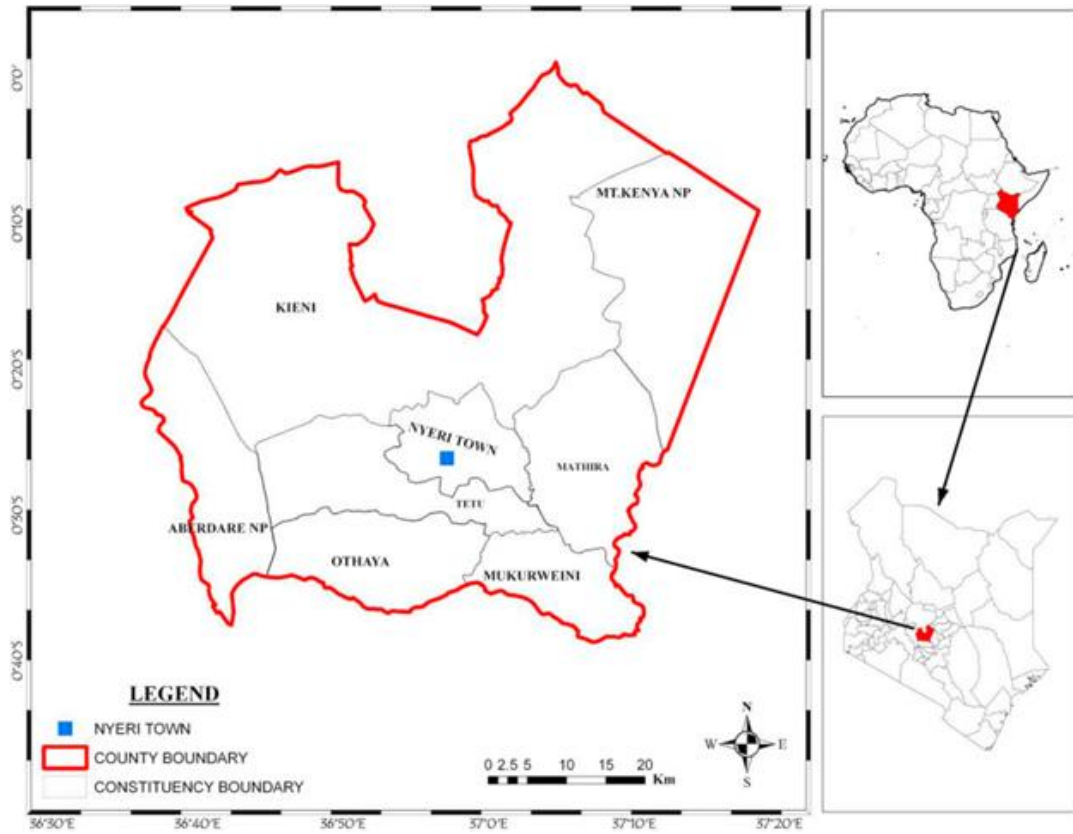 0°0'
0°10'S
0°20'S
0°30'S
0°40'S
MT.KENYA NP
KIENI
NYERI TOWN
MATHIRA
TETU
ABERDARE NP
OTHAYA
MUKURWEINI
LEGEND
NYERI TOWN
COUNTY BOUNDARY
CONSTITUENCY BOUNDARY
N
W E
S
0 2.5 5 10 15 20
Km
36°30'E 36°40'E 36°50'E 37°0'E 37°10'E 37°20'E